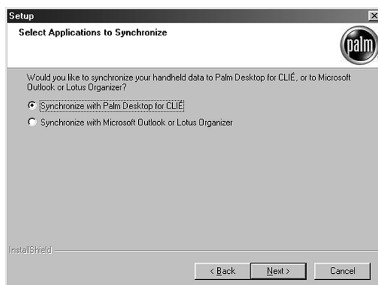 Setup
Select Applications to Synchronize
palm
Would you like to synchronize your handheld data to Palm Desktop for CLIÉ, or to Microsoft
Outlook or Lotus Organizer?
Synchronize with Palm Desktop for CLIÉ
Synchronize with Microsoft Outlook or Lotus Organizer
InstallShield
< Back Next > Cancel